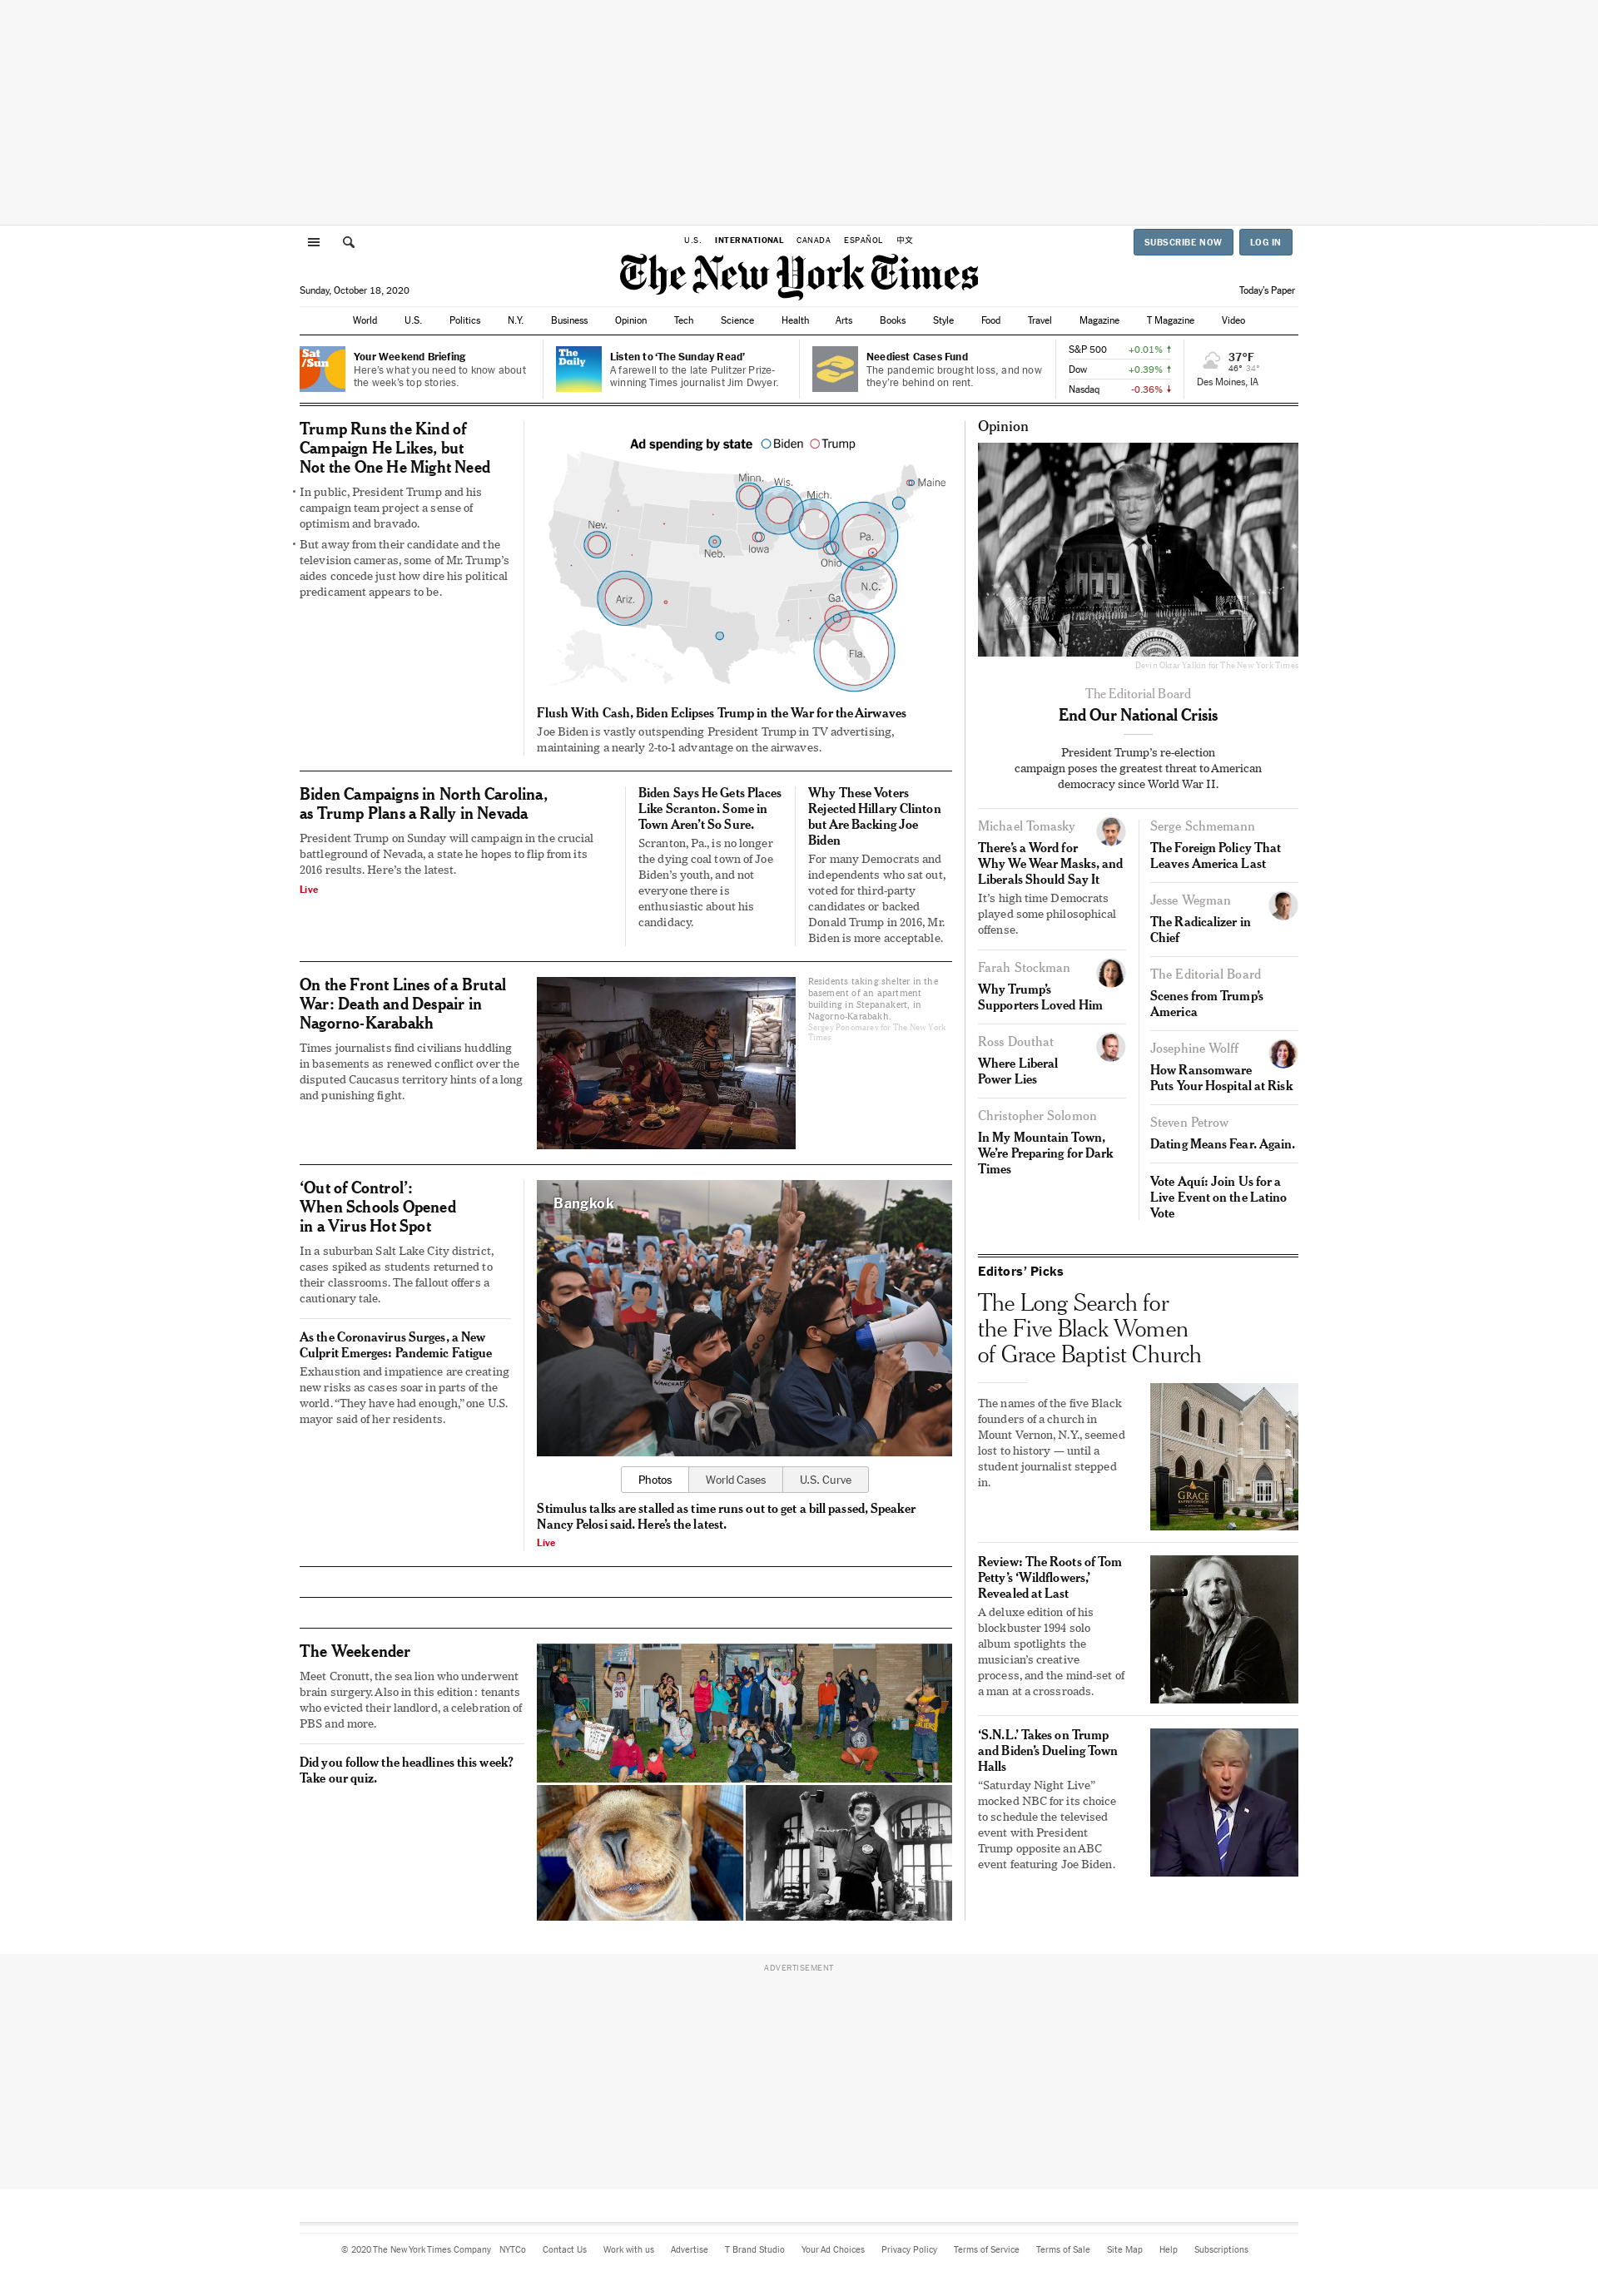 U.S. INTERNATIONAL CANADA ESPAÑOL 中文
SUBSCRIBE NOW
LOG IN
The New York Times
Sunday, October 18, 2020
Today's Paper
World U.S. Politics N.Y. Business Opinion Tech Science Health Arts Books Style Food Travel Magazine T Magazine Video
Sat
/Sun
Your Weekend Briefing
Here's what you need to know about
the week's top stories.
The
Daily
Listen to ‘The Sunday Read’
A farewell to the late Pulitzer Prize-
winning Times journalist Jim Dwyer.
Neediest Cases Fund
The pandemic brought loss, and now
they're behind on rent.
S&P 500 +0.01%
Dow +0.39%
Nasdaq -0.36%
37°F
46° 34°
Des Moines, IA
Trump Runs the Kind of
Campaign He Likes, but
Not the One He Might Need
• In public, President Trump and his
campaign team project a sense of
optimism and bravado.
• But away from their candidate and the
television cameras, some of Mr. Trump’s
aides concede just how dire his political
predicament appears to be.
Ad spending by state Biden Trump
Minn.
Wis.
Mich.
Maine
Nev.
Neb.
Iowa
Ohio
Pa.
N.C.
Ariz.
Ga.
Fla.
Flush With Cash, Biden Eclipses Trump in the War for the Airwaves
Joe Biden is vastly outspending President Trump in TV advertising,
maintaining a nearly 2-to-1 advantage on the airwaves.
Biden Campaigns in North Carolina,
as Trump Plans a Rally in Nevada
President Trump on Sunday will campaign in the crucial
battleground of Nevada, a state he hopes to flip from its
2016 results. Here’s the latest.
Live
Biden Says He Gets Places
Like Scranton. Some in
Town Aren’t So Sure.
Scranton, Pa., is no longer
the dying coal town of Joe
Biden’s youth, and not
everyone there is
enthusiastic about his
candidacy.
Why These Voters
Rejected Hillary Clinton
but Are Backing Joe
Biden
For many Democrats and
independents who sat out,
voted for third-party
candidates or backed
Donald Trump in 2016, Mr.
Biden is more acceptable.
On the Front Lines of a Brutal
War: Death and Despair in
Nagorno-Karabakh
Times journalists find civilians huddling
in basements as renewed conflict over the
disputed Caucasus territory hints of a long
and punishing fight.
Residents taking shelter in the
basement of an apartment
building in Stepanakert, in
Nagorno-Karabakh.
Sergey Ponomarev for The New York
Times
‘Out of Control’:
When Schools Opened
in a Virus Hot Spot
In a suburban Salt Lake City district,
cases spiked as students returned to
their classrooms. The fallout offers a
cautionary tale.
As the Coronavirus Surges, a New
Culprit Emerges: Pandemic Fatigue
Exhaustion and impatience are creating
new risks as cases soar in parts of the
world. “They have had enough,” one U.S.
mayor said of her residents.
Bangkok
Photos World Cases U.S. Curve
Stimulus talks are stalled as time runs out to get a bill passed, Speaker
Nancy Pelosi said. Here’s the latest.
Live
The Weekender
Meet Cronutt, the sea lion who underwent
brain surgery. Also in this edition: tenants
who evicted their landlord, a celebration of
PBS and more.
Did you follow the headlines this week?
Take our quiz.
Opinion
Devin Oktar Yalkin for The New York Times
The Editorial Board
End Our National Crisis
President Trump’s re-election
campaign poses the greatest threat to American
democracy since World War II.
Michael Tomasky
There’s a Word for
Why We Wear Masks, and
Liberals Should Say It
It’s high time Democrats
played some philosophical
offense.
Farah Stockman
Why Trump’s
Supporters Loved Him
Ross Douthat
Where Liberal
Power Lies
Christopher Solomon
In My Mountain Town,
We’re Preparing for Dark
Times
Serge Schmemann
The Foreign Policy That
Leaves America Last
Jesse Wegman
The Radicalizer in
Chief
The Editorial Board
Scenes from Trump’s
America
Josephine Wolff
How Ransomware
Puts Your Hospital at Risk
Steven Petrow
Dating Means Fear. Again.
Vote Aquí: Join Us for a
Live Event on the Latino
Vote
Editors’ Picks
The Long Search for
the Five Black Women
of Grace Baptist Church
The names of the five Black
founders of a church in
Mount Vernon, N.Y., seemed
lost to history — until a
student journalist stepped
in.
GRACE
Review: The Roots of Tom
Petty’s ‘Wildflowers,’
Revealed at Last
A deluxe edition of his
blockbuster 1994 solo
album spotlights the
musician’s creative
process, and the mind-set of
a man at a crossroads.
‘S.N.L.’ Takes on Trump
and Biden’s Dueling Town
Halls
“Saturday Night Live”
mocked NBC for its choice
to schedule the televised
event with President
Trump opposite an ABC
event featuring Joe Biden.
ADVERTISEMENT
© 2020 The New York Times Company NYTCo Contact Us Work with us Advertise T Brand Studio Your Ad Choices Privacy Policy Terms of Service Terms of Sale Site Map Help Subscriptions